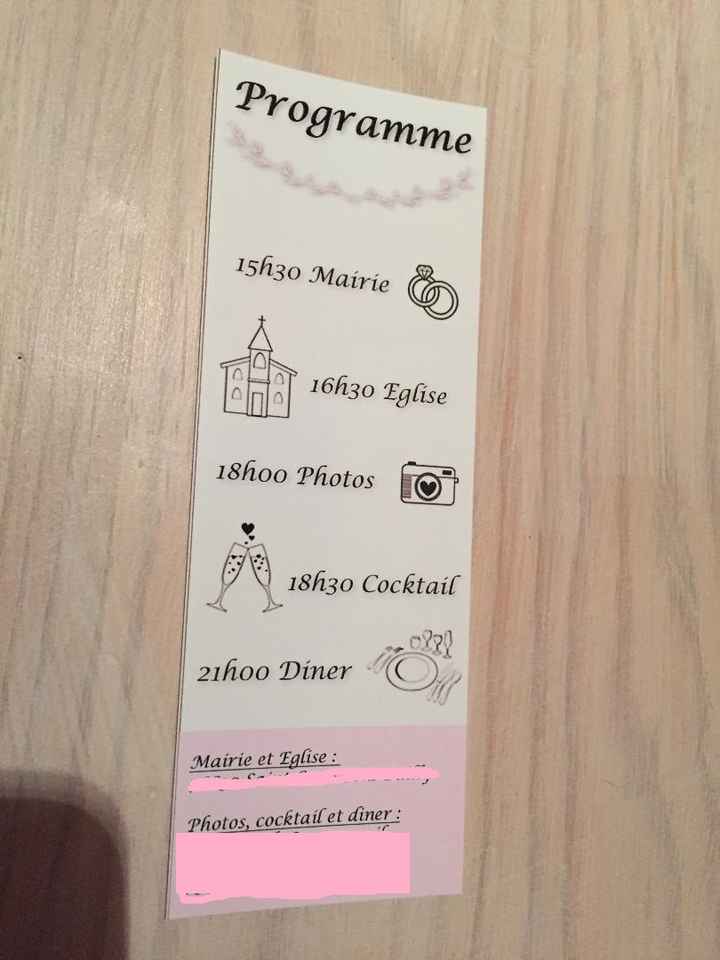 Programme
15h30 Mairie
16h30 Eglise
18h00 Photos
18h30 Cocktail
21h00 Diner
Mairie et Eglise :
Photos, cocktail et diner :